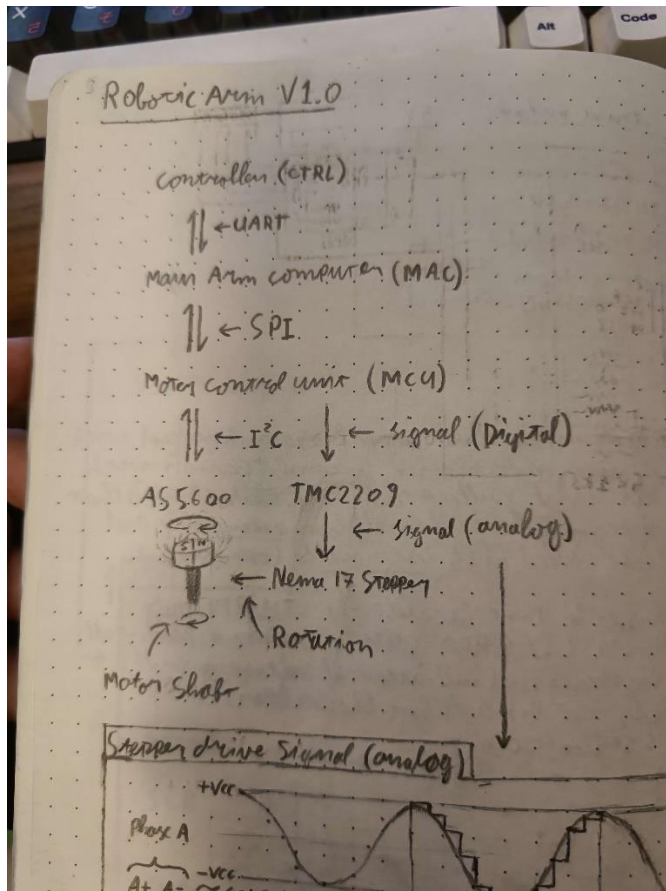 Alt
Code
Robotic Arm V1.0
Controller (CTRL)
← UART
Main Arm computer (MAC)
← SPI
Motor control unit (MCU)
← I²C
← signal (Digital)
AS5600
TMC2209
← signal (analog)
S N
← Nema 17 Stepper
Rotation
Motor Shaft
Stepper drive signal (analog)
+Vcc
Phase A
-Vcc
A+ A-